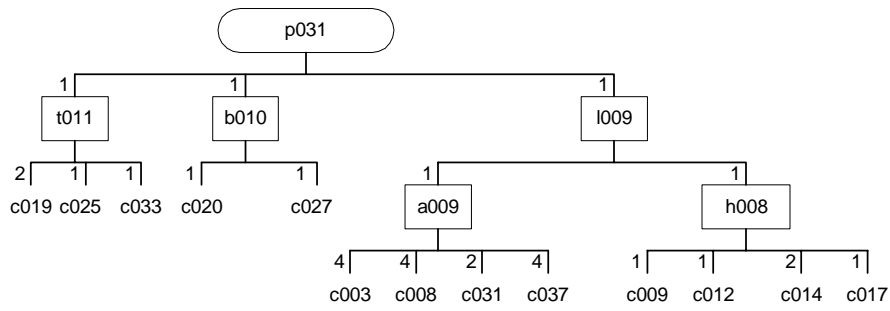 p031
1 1 1
t011 b010 l009
2 1 1 1 1 1 1
c019 c025 c033 c020 c027 a009 h008
4 4 2 4 1 1 2 1
c003 c008 c031 c037 c009 c012 c014 c017